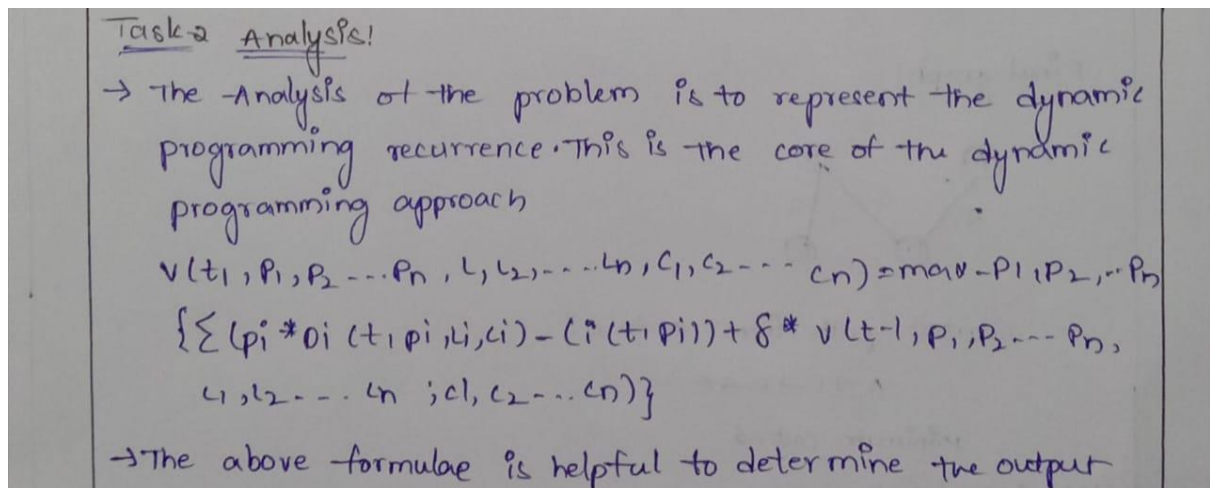 Task-2 Analysis!
→ The Analysis of the problem is to represent the dynamic
programming recurrence. This is the core of the dynamic
programming approach
v(t1, P1, P2 ---- Pn, L1, L2, ----- Ln, C1, C2 --- Cn) = max-P1, P2, -- Pn
{Σ (pi * Di (t, pi, Li, Ci) - Ci (t, pi)) + δ * v(t-1, P1, P2 --- Pn,
L1, L2 --- Ln ; C1, C2 --- Cn)}
→ The above formulae is helpful to determine the output